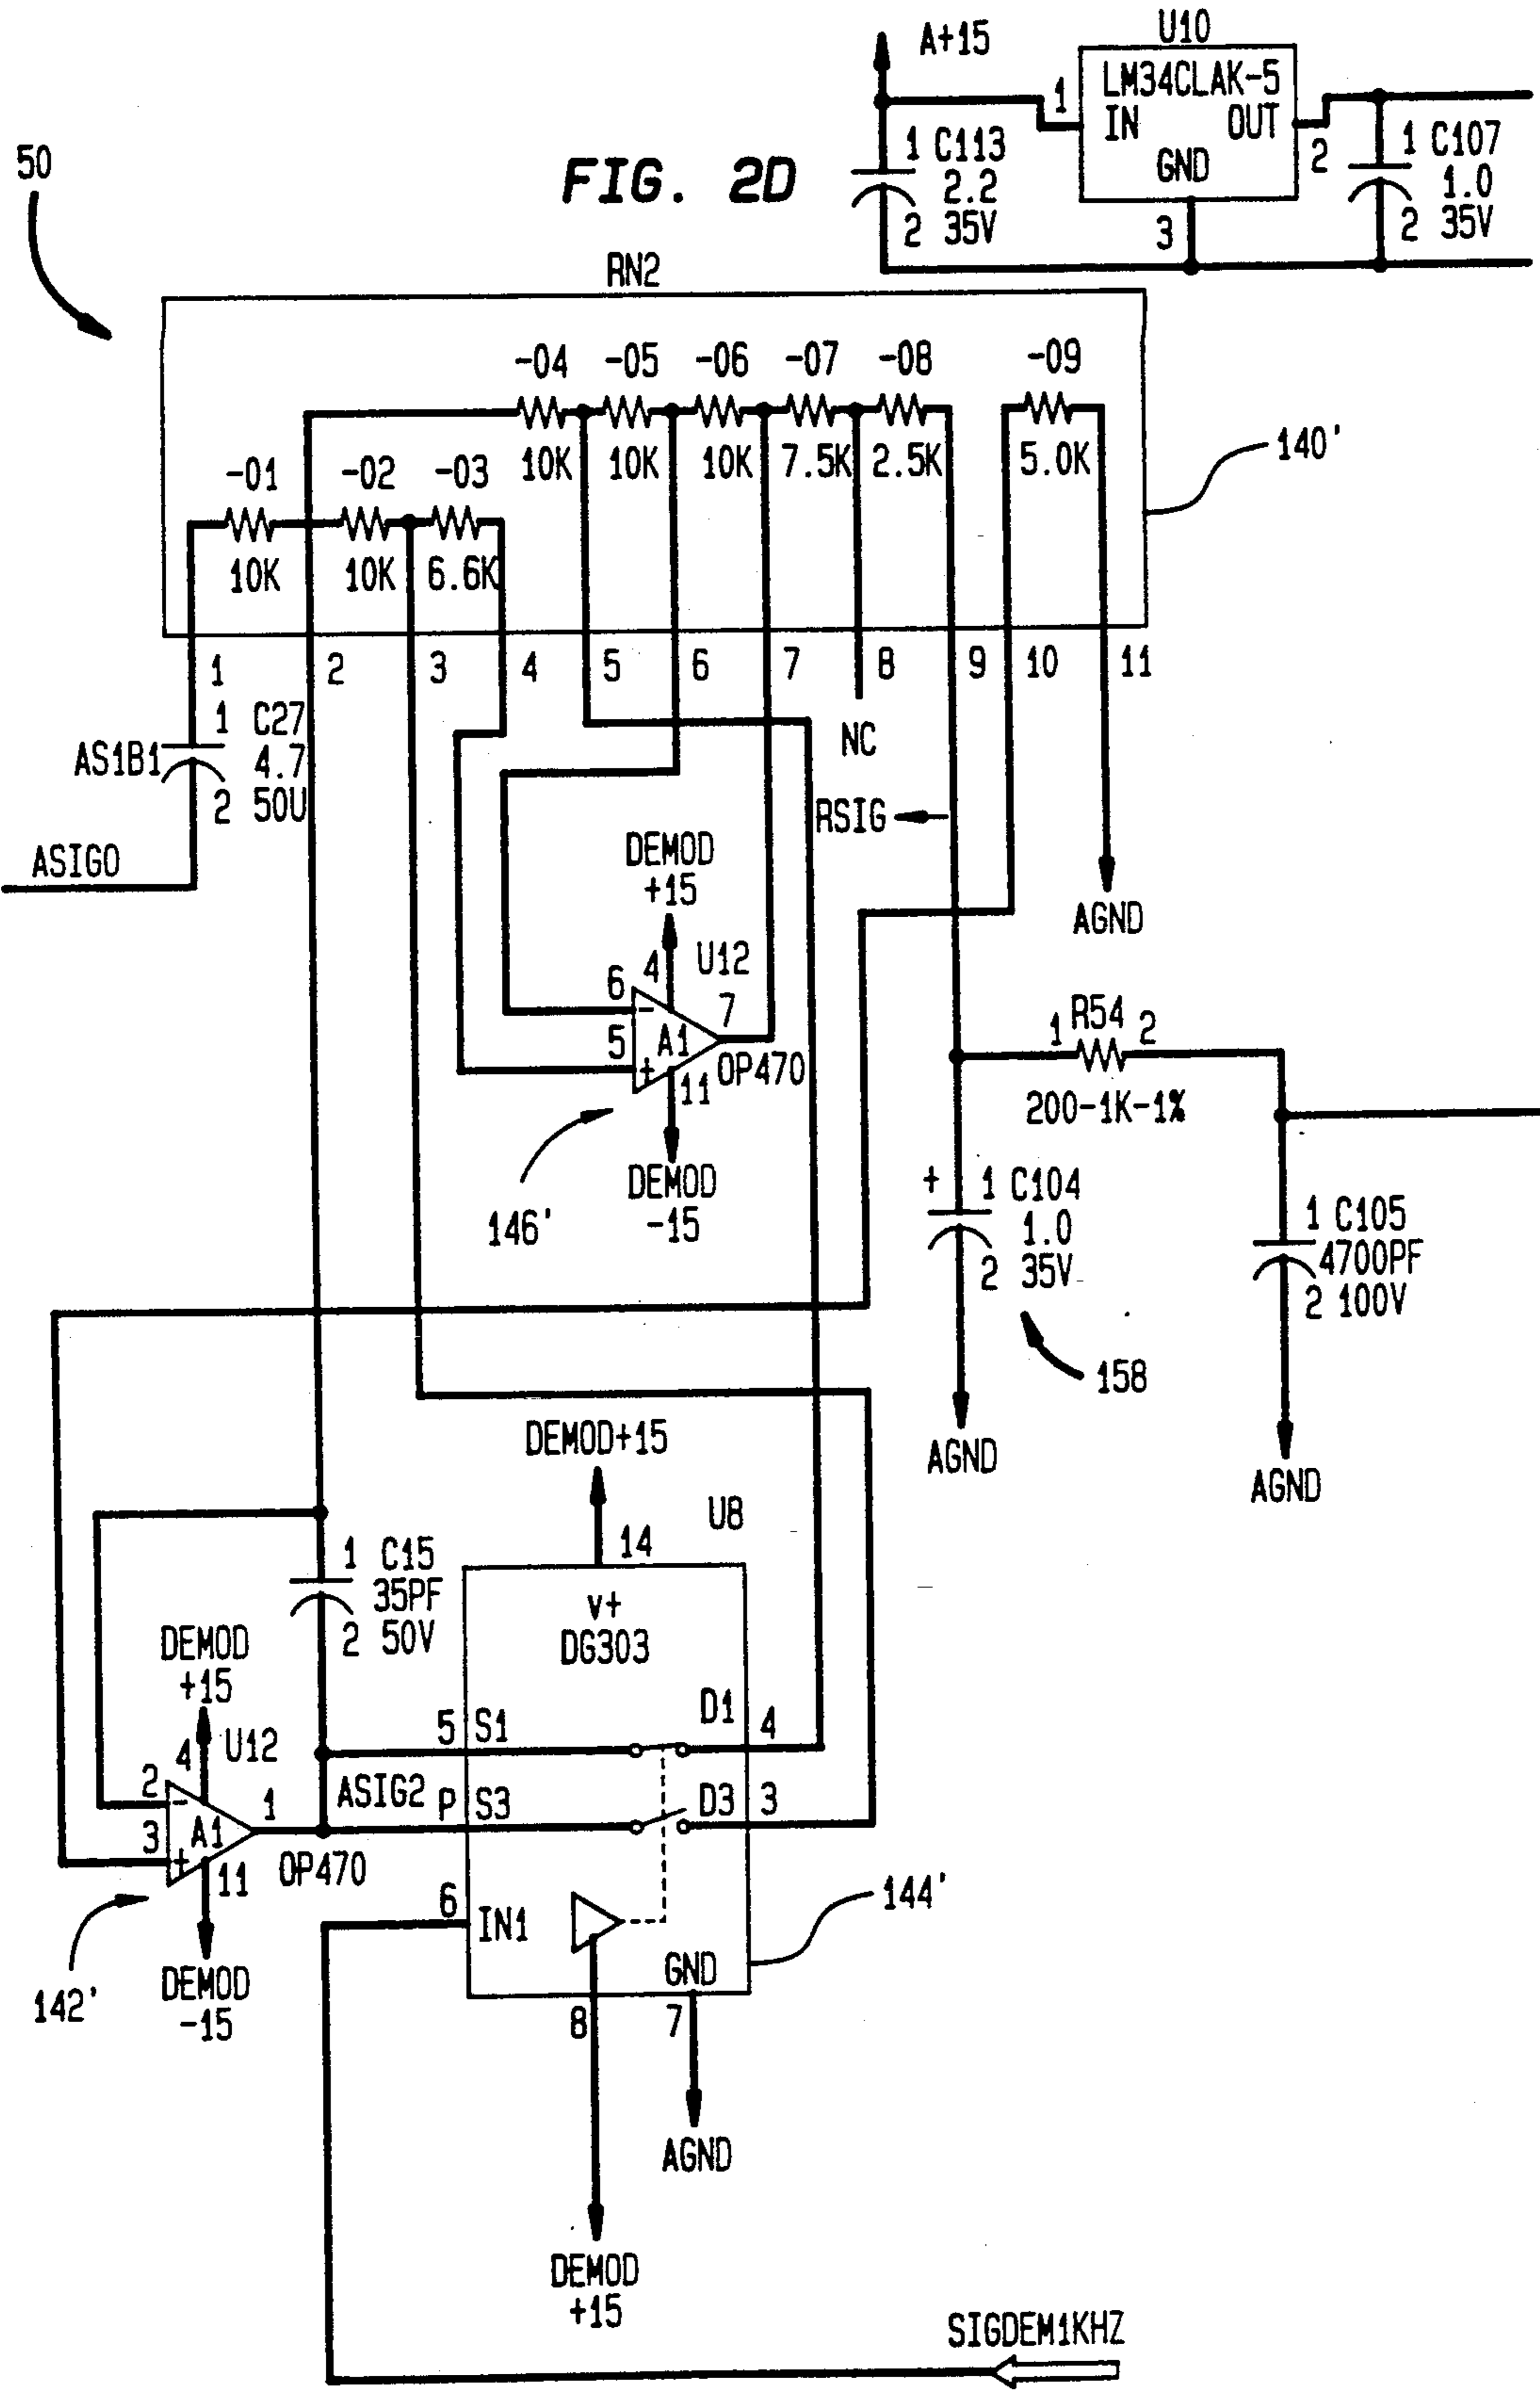 50
FIG. 2D
A+15
U10
LM34CLAK-5
IN OUT
GND
1
2
3
1 C113
2.2
2 35V
1 C107
1.0
2 35V
RN2
-04 -05 -06 -07 -08 -09
10K 10K 10K 7.5K 2.5K 5.0K
140'
-01 -02 -03
10K 10K 6.6K
1 2 3 4 5 6 7 8 9 10 11
AS1B1
1 C27
4.7
2 50U
NC
RSIG
ASIG0
AGND
DEMOD
+15
4 U12
6 - 7
5 + A1
11 OP470
DEMOD
-15
146'
1 R54 2
200-1K-1%
+ 1 C104
1.0
2 35V
158
AGND
1 C105
4700PF
2 100V
AGND
DEMOD+15
14 U8
1 C15
35PF
2 50V
V+
DG303
DEMOD
+15
4 U12
2 - 1
3 + A1
11 OP470
DEMOD
-15
142'
ASIG2
5 S1 D1 4
P S3 D3 3
6 IN1
GND
8 7
144'
AGND
DEMOD
+15
SIGDEM1KHZ